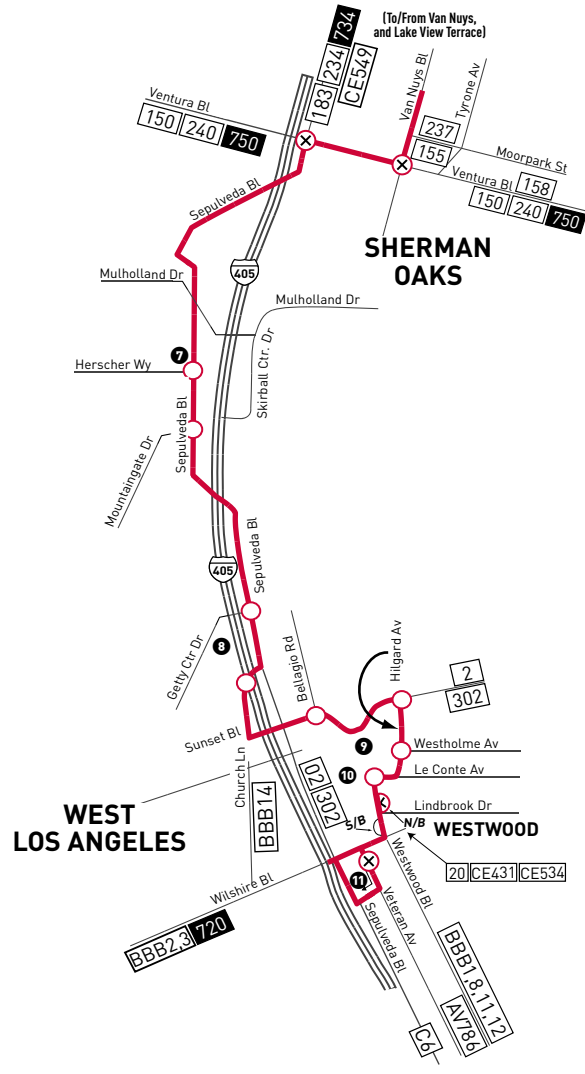 (To/From Van Nuys,
and Lake View Terrace)
734
234
183
CE549
Van Nuys Bl
Tyrone Av
Ventura Bl
150 240 750
237
155
Moorpark St
Ventura Bl
158
150 240 750
Sepulveda Bl
SHERMAN
OAKS
405
Mulholland Dr
Mulholland Dr
7
Herscher Wy
Skirball Ctr. Dr
Sepulveda Bl
Mountaingate Dr
405
Sepulveda Bl
8
Getty Ctr Dr
Bellagio Rd
Hilgard Av
2
302
Sunset Bl
9
Westholme Av
10
Le Conte Av
Church Ln
02/302
BBB14
Lindbrook Dr
S/B
N/B
WESTWOOD
WEST
LOS ANGELES
20 CE431 CE534
11
Wilshire Bl
BBB2,3 720
Westwood Bl
Veteran Av
Sepulveda Bl
BBB1,8,11,12
AV786
C6